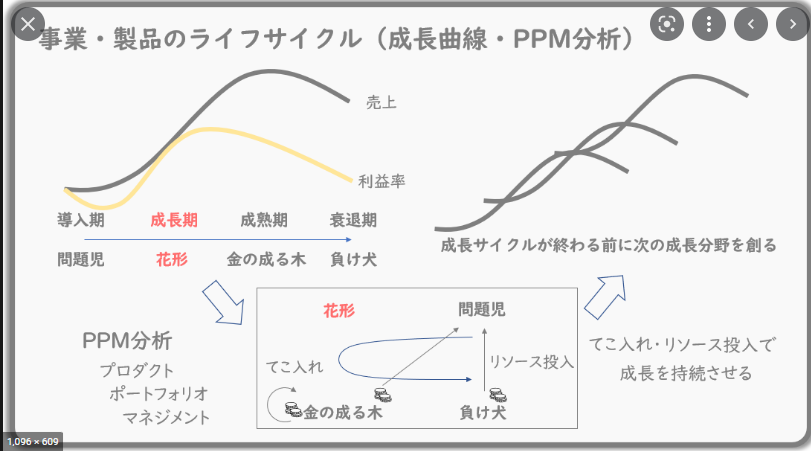 事業・製品のライフサイクル（成長曲線・PPM分析）
売上
利益率
導入期 成長期 成熟期 衰退期
問題児 花形 金の成る木 負け犬
成長サイクルが終わる前に次の成長分野を創る
PPM分析
プロダクト
ポートフォリオ
マネジメント
花形 問題児
てこ入れ リソース投入
金の成る木 負け犬
てこ入れ・リソース投入で
成長を持続させる
1,096 × 609